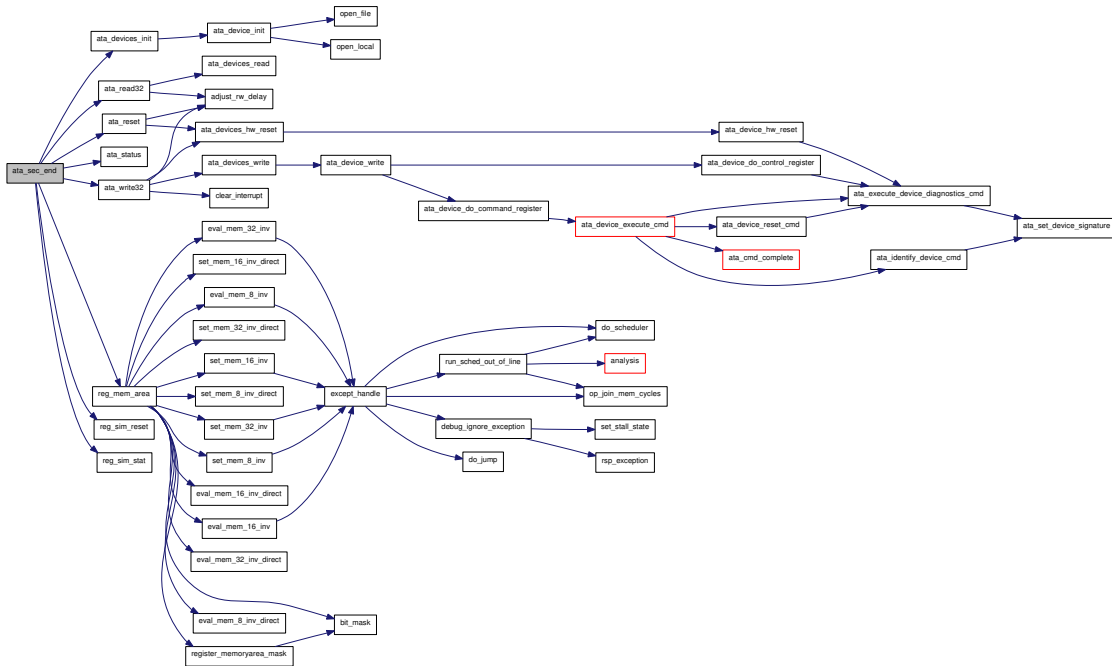 open_file
ata_device_init
ata_devices_init
open_local
ata_devices_read
ata_read32
adjust_rw_delay
ata_reset
ata_devices_hw_reset
ata_device_hw_reset
ata_status
ata_devices_write
ata_device_write
ata_device_do_control_register
ata_sec_end
ata_write32
clear_interrupt
ata_execute_device_diagnostics_cmd
ata_device_do_command_register
ata_device_execute_cmd
ata_device_reset_cmd
ata_set_device_signature
eval_mem_32_inv
ata_cmd_complete
ata_identify_device_cmd
set_mem_16_inv_direct
eval_mem_8_inv
set_mem_32_inv_direct
do_scheduler
set_mem_16_inv
run_sched_out_of_line
analysis
reg_mem_area
set_mem_8_inv_direct
except_handle
op_join_mem_cycles
reg_sim_reset
set_mem_32_inv
debug_ignore_exception
set_stall_state
reg_sim_stat
set_mem_8_inv
do_jump
rsp_exception
eval_mem_16_inv_direct
eval_mem_16_inv
eval_mem_32_inv_direct
eval_mem_8_inv_direct
bit_mask
register_memoryarea_mask